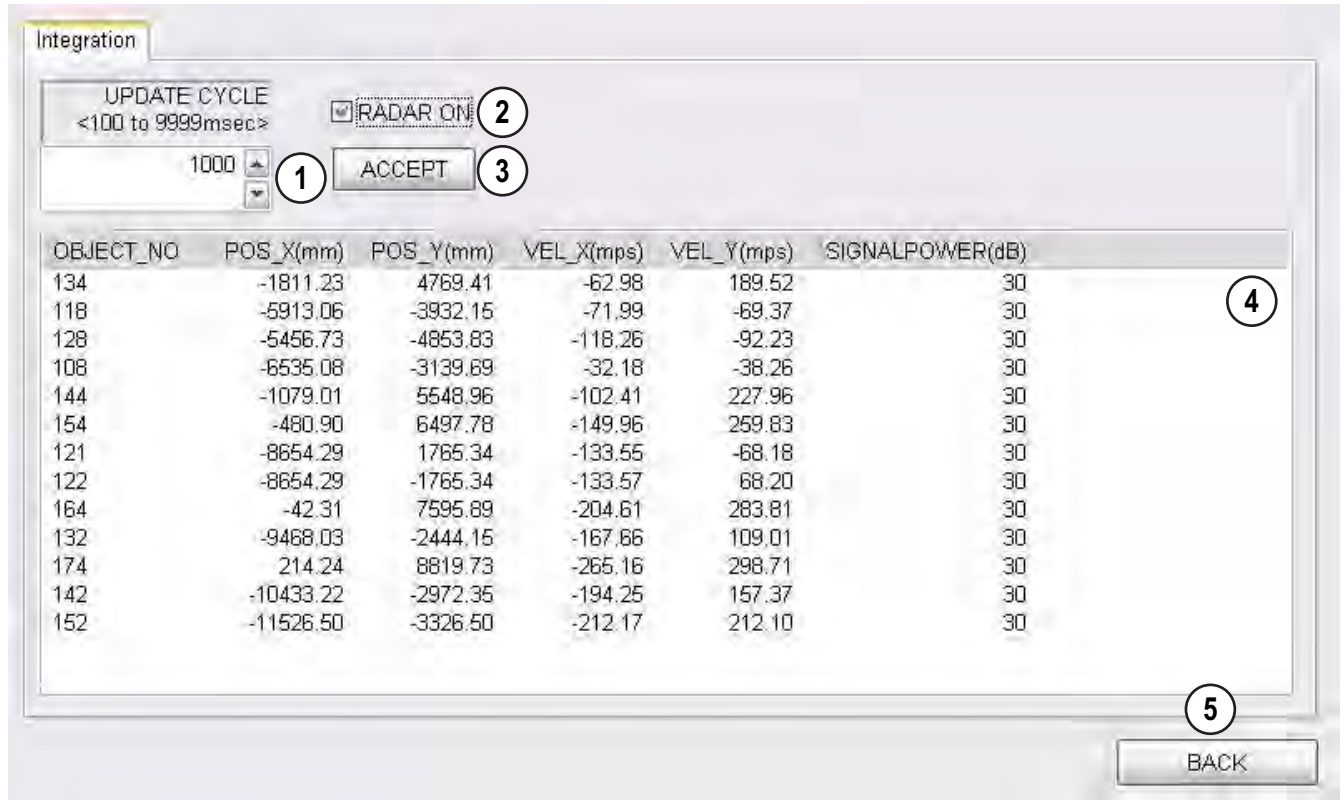 Integration
UPDATE CYCLE
<100 to 9999msec>
RADAR ON 2
1000 1 ACCEPT 3
OBJECT_NO POS_X(mm) POS_Y(mm) VEL_X(mps) VEL_Y(mps) SIGNALPOWER(dB)
134 -1811.23 4769.41 -62.98 189.52 30
4
118 -5913.06 -3932.15 -71.99 -69.37 30
128 -5456.73 -4853.83 -118.26 -92.23 30
108 -6535.08 -3139.69 -32.18 -38.26 30
144 -1079.01 5548.96 -102.41 227.96 30
154 -480.90 6497.78 -149.96 259.83 30
121 -8654.29 1765.34 -133.55 -68.18 30
122 -8654.29 -1765.34 -133.57 68.20 30
164 -42.31 7595.89 -204.61 283.81 30
132 -9468.03 -2444.15 -167.66 109.01 30
174 214.24 8819.73 -265.16 298.71 30
142 -10433.22 -2972.35 -194.25 157.37 30
152 -11526.50 -3326.50 -212.17 212.10 30
5
BACK